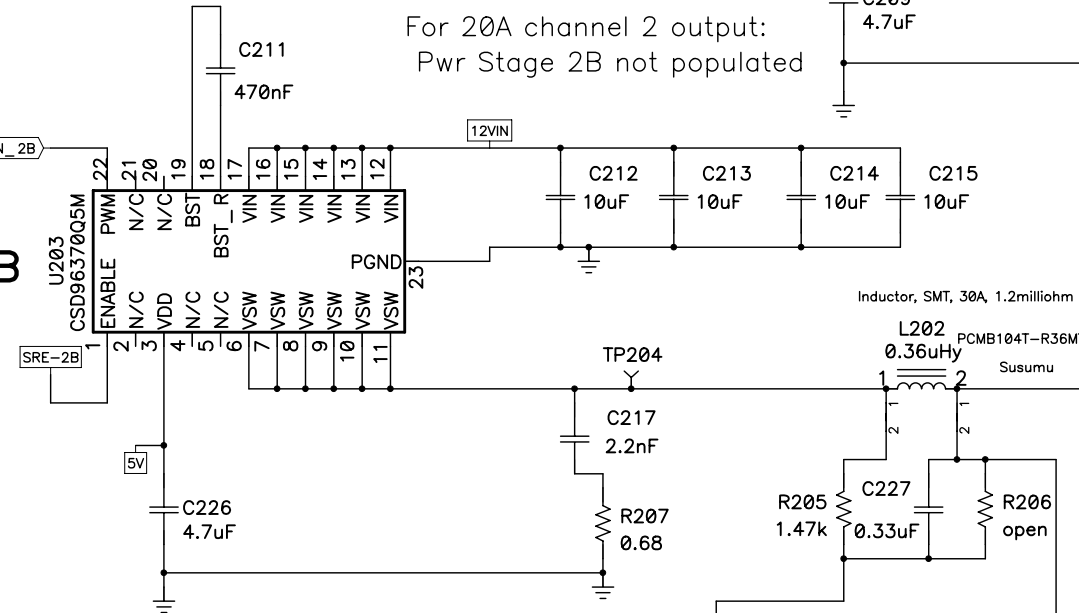 For 20A channel 2 output:
Pwr Stage 2B not populated
4.7uF
C211
470nF
N_2B
12VIN
22 21 20 19 18 17 16 15 14 13 12
PWM N/C N/C BST BST_R VIN VIN VIN VIN VIN VIN
C212
10uF
C213
10uF
C214
10uF
C215
10uF
U203
CSD96370Q5M
PGND
23
B
ENABLE N/C VDD N/C N/C VSW VSW VSW VSW VSW VSW
1 2 3 4 5 6 7 8 9 10 11
SRE-2B
Inductor, SMT, 30A, 1.2milliohm
L202
0.36uHy
PCMB104T-R36M
Susumu
1 2
1 2
1 2
TP204
C217
2.2nF
5V
C226
4.7uF
R207
0.68
R205
1.47k
C227
0.33uF
R206
open